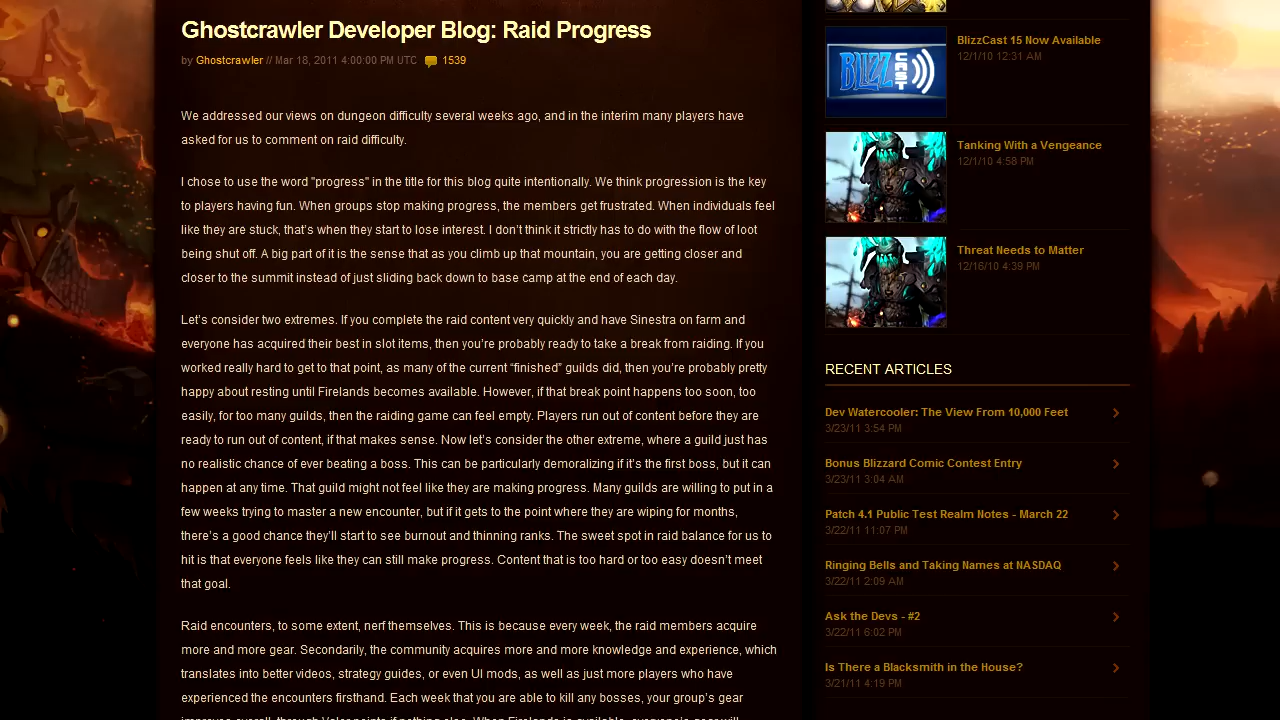 Ghostcrawler Developer Blog: Raid Progress
by Ghostcrawler // Mar 18, 2011 4:00:00 PM UTC 1539
We addressed our views on dungeon difficulty several weeks ago, and in the interim many players have
asked for us to comment on raid difficulty.
I chose to use the word "progress" in the title for this blog quite intentionally. We think progression is the key
to players having fun. When groups stop making progress, the members get frustrated. When individuals feel
like they are stuck, that’s when they start to lose interest. I don’t think it strictly has to do with the flow of loot
being shut off. A big part of it is the sense that as you climb up that mountain, you are getting closer and
closer to the summit instead of just sliding back down to base camp at the end of each day.
Let’s consider two extremes. If you complete the raid content very quickly and have Sinestra on farm and
everyone has acquired their best in slot items, then you’re probably ready to take a break from raiding. If you
worked really hard to get to that point, as many of the current “finished” guilds did, then you’re probably pretty
happy about resting until Firelands becomes available. However, if that break point happens too soon, too
easily, for too many guilds, then the raiding game can feel empty. Players run out of content before they are
ready to run out of content, if that makes sense. Now let’s consider the other extreme, where a guild just has
no realistic chance of ever beating a boss. This can be particularly demoralizing if it’s the first boss, but it can
happen at any time. That guild might not feel like they are making progress. Many guilds are willing to put in a
few weeks trying to master a new encounter, but if it gets to the point where they are wiping for months,
there’s a good chance they’ll start to see burnout and thinning ranks. The sweet spot in raid balance for us to
hit is that everyone feels like they can still make progress. Content that is too hard or too easy doesn’t meet
that goal.
Raid encounters, to some extent, nerf themselves. This is because every week, the raid members acquire
more and more gear. Secondarily, the community acquires more and more knowledge and experience, which
translates into better videos, strategy guides, or even UI mods, as well as just more players who have
experienced the encounters firsthand. Each week that you are able to kill any bosses, your group’s gear
improves overall, through Valor points if nothing else. When Firelands is available, everyone's gear will
BLIZZ CAST
BlizzCast 15 Now Available
12/1/10 12:31 AM
Tanking With a Vengeance
12/1/10 4:58 PM
Threat Needs to Matter
12/16/10 4:39 PM
RECENT ARTICLES
Dev Watercooler: The View From 10,000 Feet
3/23/11 3:54 PM
Bonus Blizzard Comic Contest Entry
3/23/11 3:04 AM
Patch 4.1 Public Test Realm Notes - March 22
3/22/11 11:07 PM
Ringing Bells and Taking Names at NASDAQ
3/22/11 2:09 AM
Ask the Devs - #2
3/22/11 6:02 PM
Is There a Blacksmith in the House?
3/21/11 4:19 PM